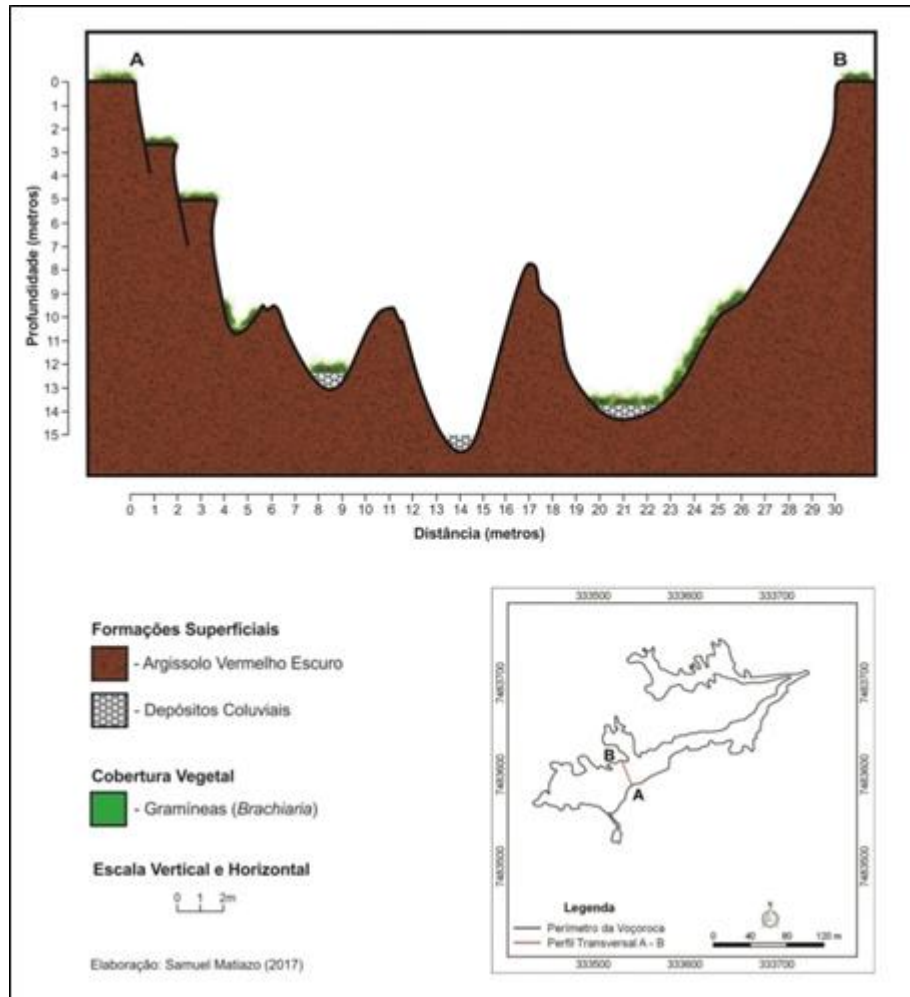 A
B
0
1
2
3
4
5
6
7
8
9
10
11
12
13
14
15
Profundidade (metros)
0 1 2 3 4 5 6 7 8 9 10 11 12 13 14 15 16 17 18 19 20 21 22 23 24 25 26 27 28 29 30
Distância (metros)
Formações Superficiais
- Argissolo Vermelho Escuro
- Depósitos Coluviais
Cobertura Vegetal
- Gramíneas (Brachiaria)
Escala Vertical e Horizontal
0 1 2m
Elaboração: Samuel Matiazo (2017)
333500 333600 333700
7483700
7483600
7483500
7483700
7483600
7483500
B
A
Legenda
Perímetro da Voçoroca
Perfil Transversal A - B
0 40 80 120 m
333500 333600 333700